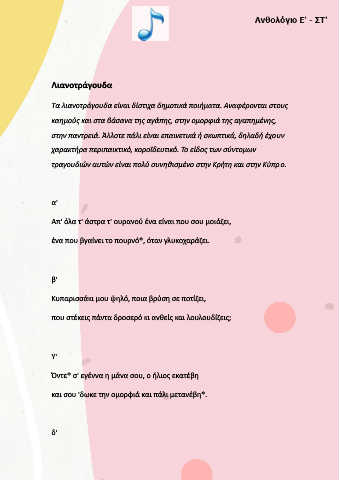 Ανθολόγιο Ε' - ΣΤ'
Λιανοτράγουδα
Τα λιανοτράγουδα είναι δίστιχα δημοτικά ποιήματα. Αναφέρονται στους
καημούς και στα βάσανα της αγάπης, στην ομορφιά της αγαπημένης,
στην παντρειά. Άλλοτε πάλι είναι επαινετικά ή σκωπτικά, δηλαδή έχουν
χαρακτήρα περιπαικτικό, κοροϊδευτικό. Το είδος των σύντομων
τραγουδιών αυτών είναι πολύ συνηθισμένο στην Κρήτη και στην Κύπρο.
α'
Απ' όλα τ' άστρα τ' ουρανού ένα είναι που σου μοιάζει,
ένα που βγαίνει το πουρνό*, όταν γλυκοχαράζει.
β'
Κυπαρισσάκι μου ψηλό, ποια βρύση σε ποτίζει,
που στέκεις πάντα δροσερό κι ανθείς και λουλουδίζεις;
γ'
Όντε* σ' εγέννα η μάνα σου, ο ήλιος εκατέβη
και σου 'δωκε την ομορφιά και πάλι μετανέβη*.
δ'